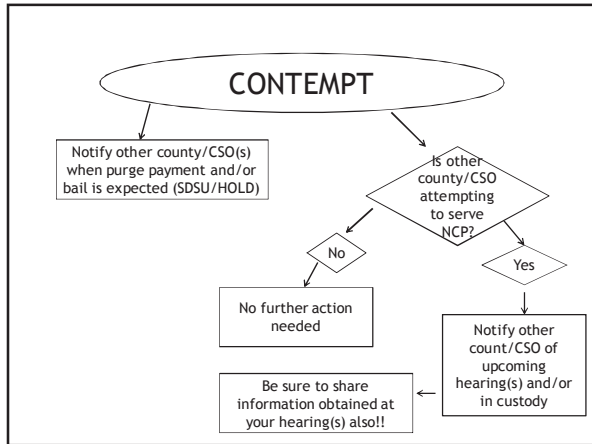 CONTEMPT
Notify other county/CSO(s)
when purge payment and/or
bail is expected (SDSU/HOLD)
Is other
county/CSO
attempting
to serve
NCP?
No
Yes
No further action
needed
Notify other
count/CSO of
upcoming
hearing(s) and/or
in custody
Be sure to share
information obtained at
your hearing(s) also!!